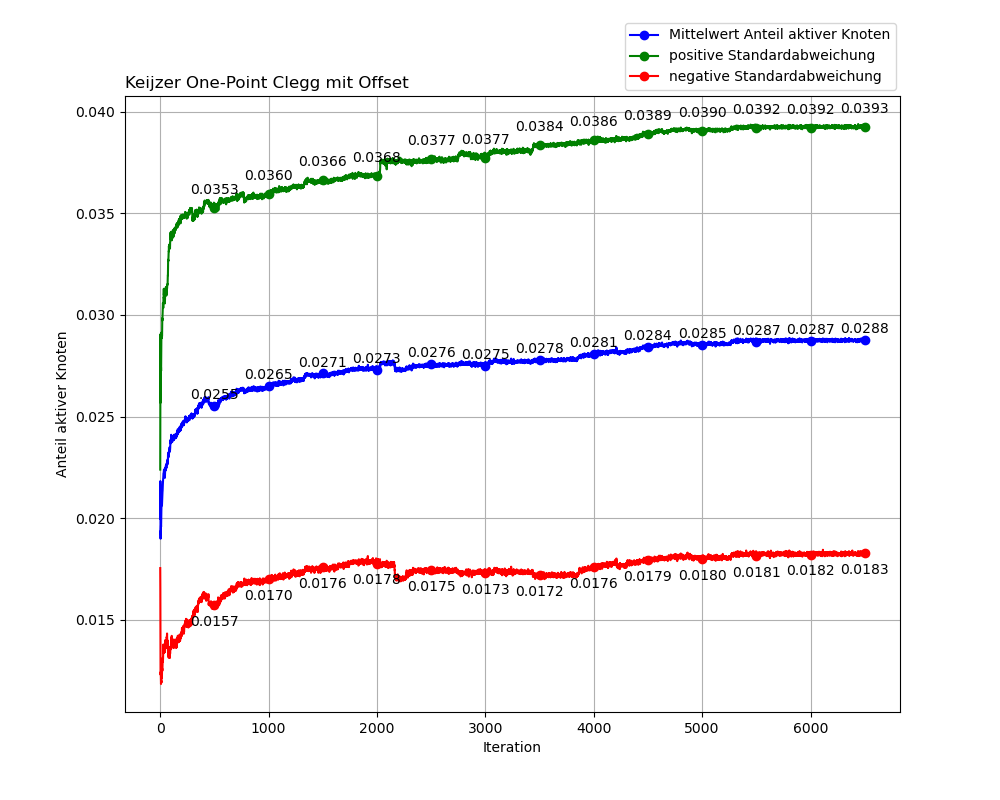 Mittelwert Anteil aktiver Knoten
positive Standardabweichung
negative Standardabweichung
Keijzer One-Point Clegg mit Offset
0.040
0.035
0.030
0.025
0.020
0.015
Anteil aktiver Knoten
0.0353 0.0360 0.0366 0.0368 0.0377 0.0377 0.0384 0.0386 0.0389 0.0390 0.0392 0.0392 0.0393
0.0255 0.0265 0.0271 0.0273 0.0276 0.0275 0.0278 0.0281 0.0284 0.0285 0.0287 0.0287 0.0288
0.0157 0.0170 0.0176 0.0178 0.0175 0.0173 0.0172 0.0176 0.0179 0.0180 0.0181 0.0182 0.0183
0 1000 2000 3000 4000 5000 6000
Iteration